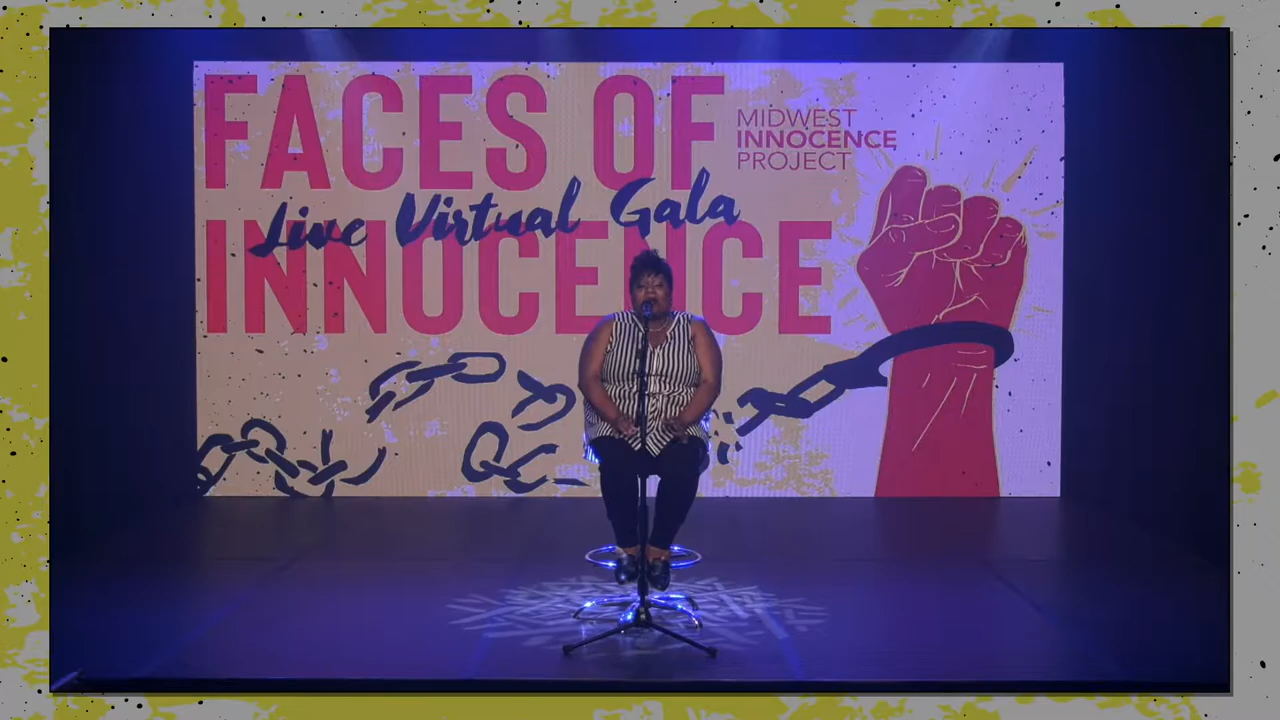 FACES OF
MIDWEST
INNOCENCE
PROJECT
Live Virtual Gala
INNOCENCE